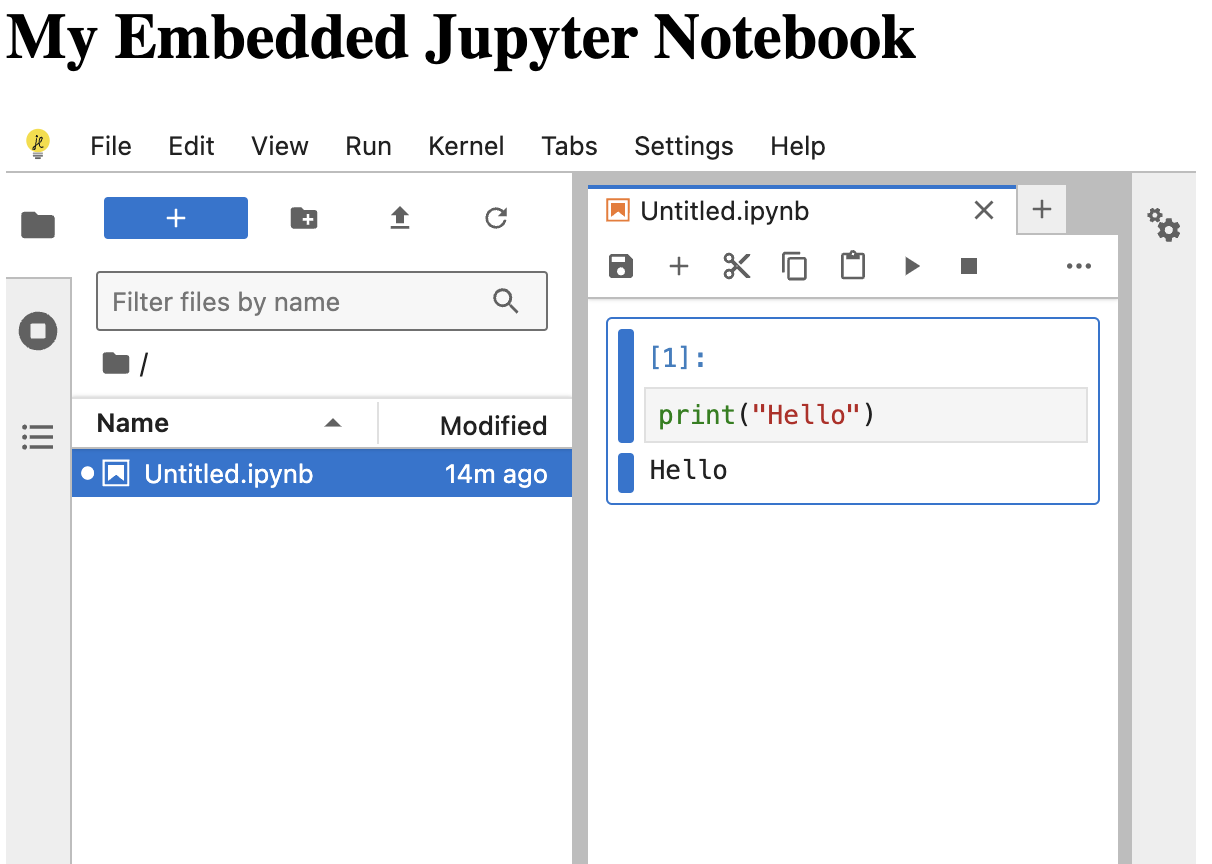 My Embedded Jupyter Notebook
File Edit View Run Kernel Tabs Settings Help
Filter files by name
/
Name Modified
Untitled.ipynb 14m ago
Untitled.ipynb
[1]:
print("Hello")
Hello